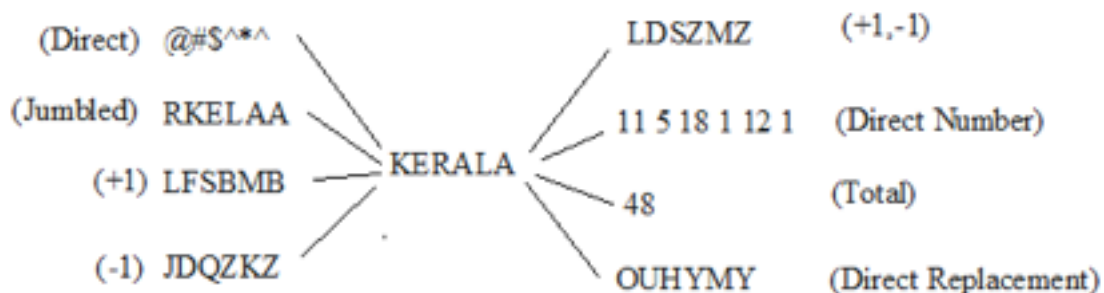 (Direct) @#$^*^
LDSZMZ (+1,-1)
(Jumbled) RKELAA
11 5 18 1 12 1 (Direct Number)
KERALA
(+1) LFSBMB
48 (Total)
(-1) JDQZKZ
OUHYMY (Direct Replacement)